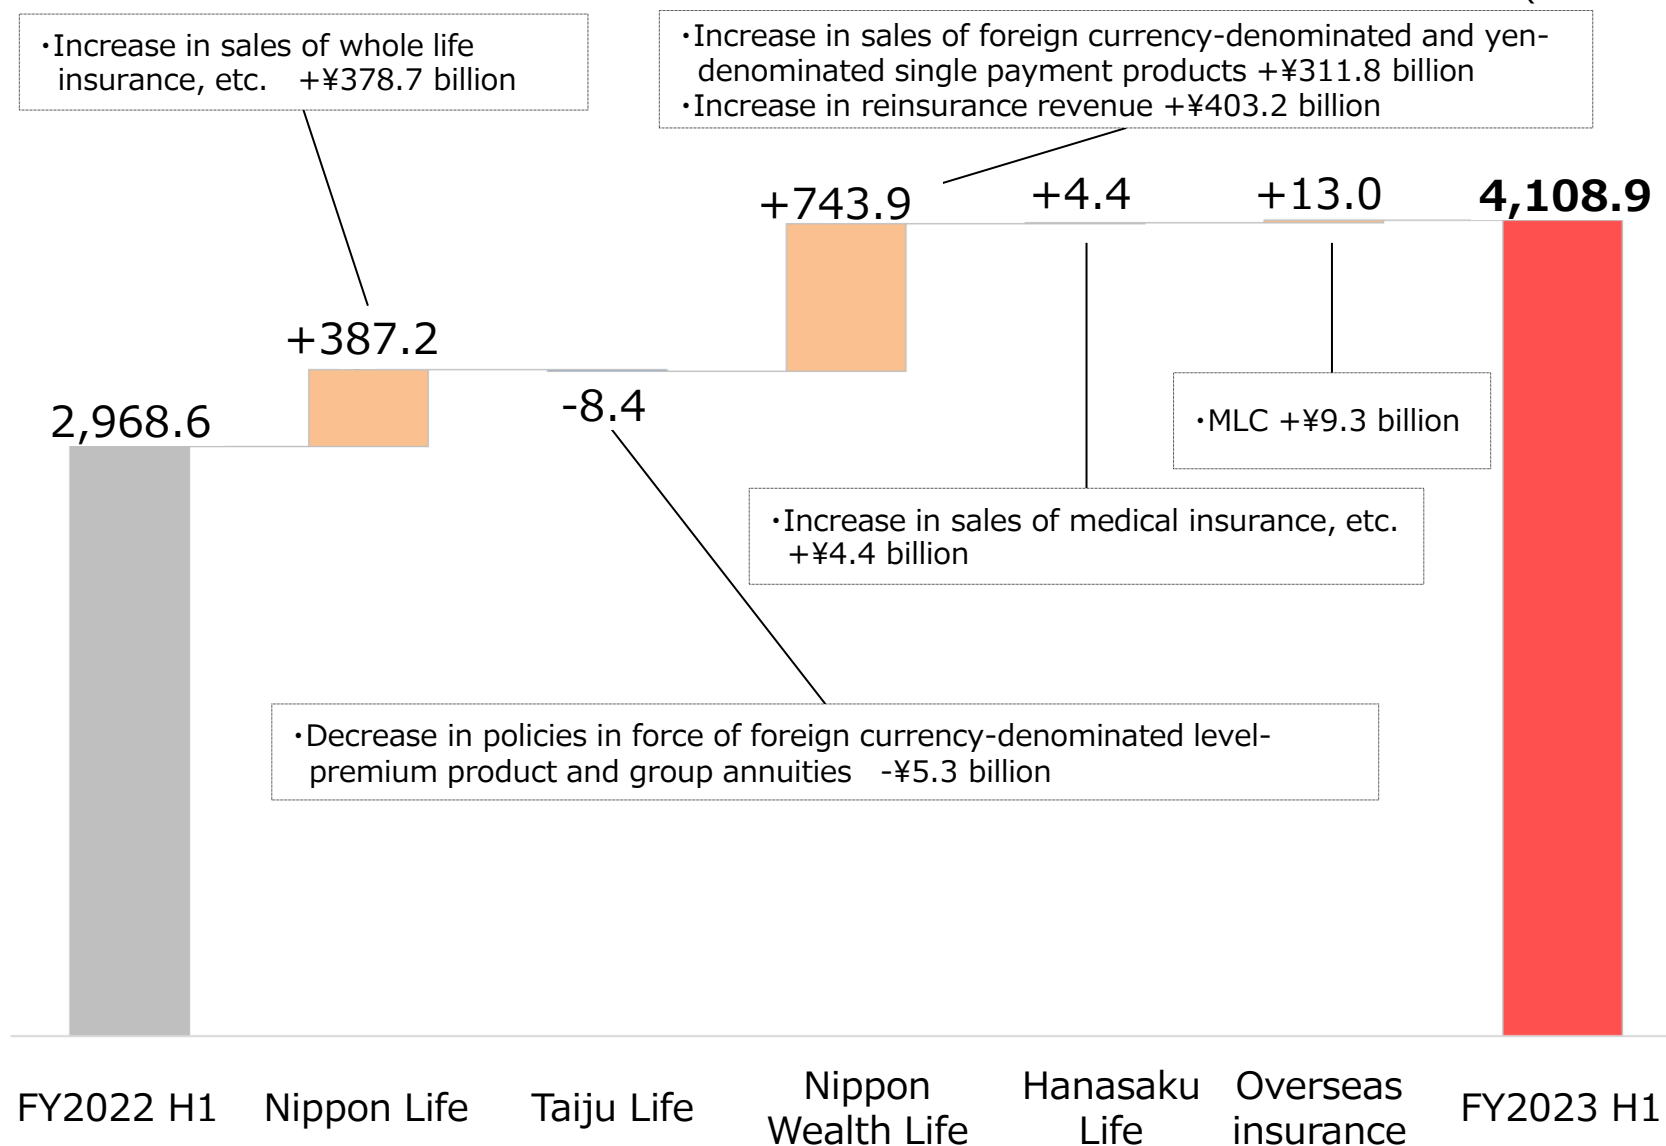 ・Increase in sales of whole life
insurance, etc. +¥378.7 billion
・Increase in sales of foreign currency-denominated and yen-
denominated single payment products +¥311.8 billion
・Increase in reinsurance revenue +¥403.2 billion
+743.9
+4.4
+13.0
4,108.9
+387.2
-8.4
2,968.6
・MLC +¥9.3 billion
・Increase in sales of medical insurance, etc.
+¥4.4 billion
・Decrease in policies in force of foreign currency-denominated level-
premium product and group annuities -¥5.3 billion
FY2022 H1
Nippon Life
Taiju Life
Nippon
Wealth Life
Hanasaku
Life
Overseas
insurance
FY2023 H1